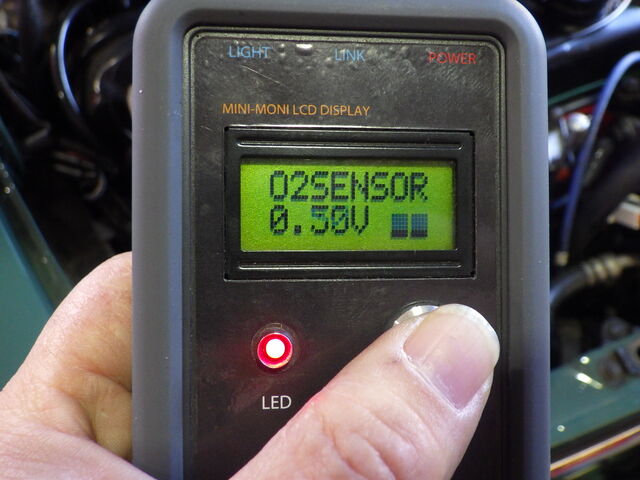 LIGHT LINK POWER
MINI-MONI LCD DISPLAY
O2SENSOR
0.50V
LED